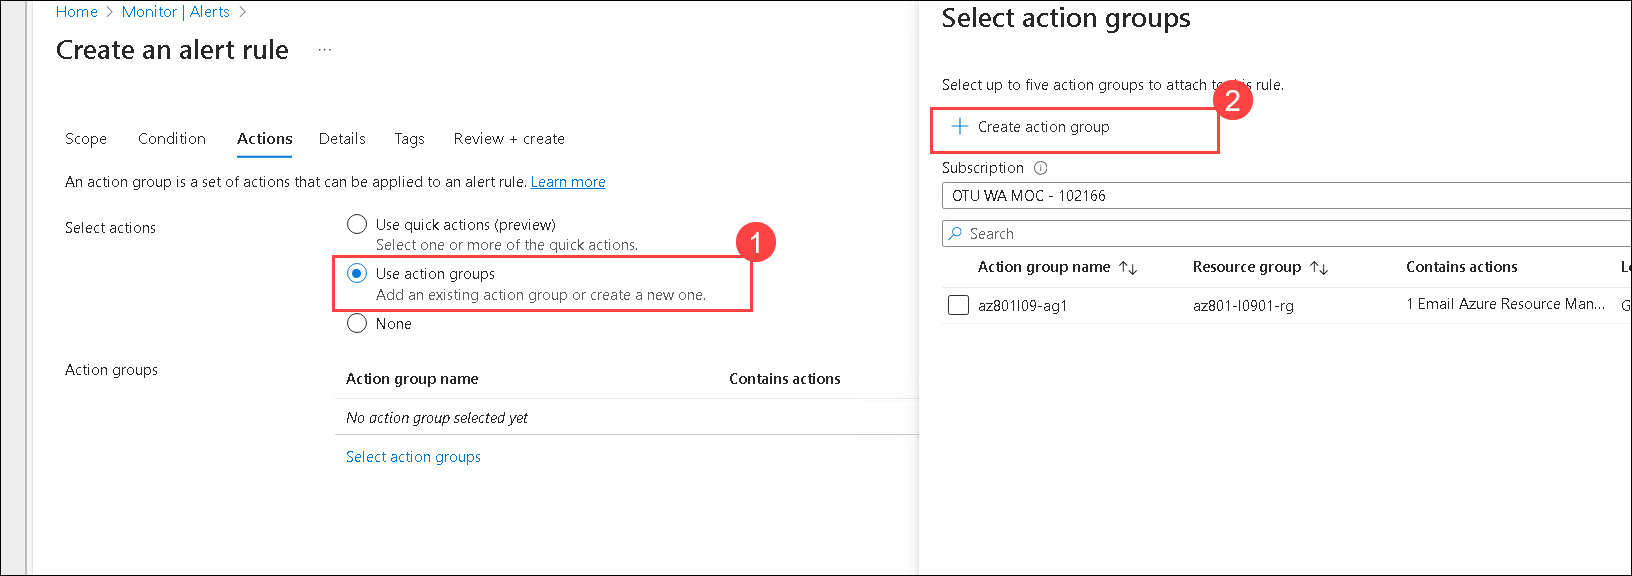 Home > Monitor | Alerts >
Create an alert rule ...
Scope Condition Actions Details Tags Review + create
An action group is a set of actions that can be applied to an alert rule. Learn more
Select actions
Use quick actions (preview)
Select one or more of the quick actions.
1
Use action groups
Add an existing action group or create a new one.
None
Action groups
Action group name Contains actions
No action group selected yet
Select action groups
Select action groups
Select up to five action groups to attach to this rule.
2
+ Create action group
Subscription
OTU WA MOC - 102166
Search
Action group name ↑↓ Resource group ↑↓ Contains actions
az801l09-ag1 az801-l0901-rg 1 Email Azure Resource Man... G